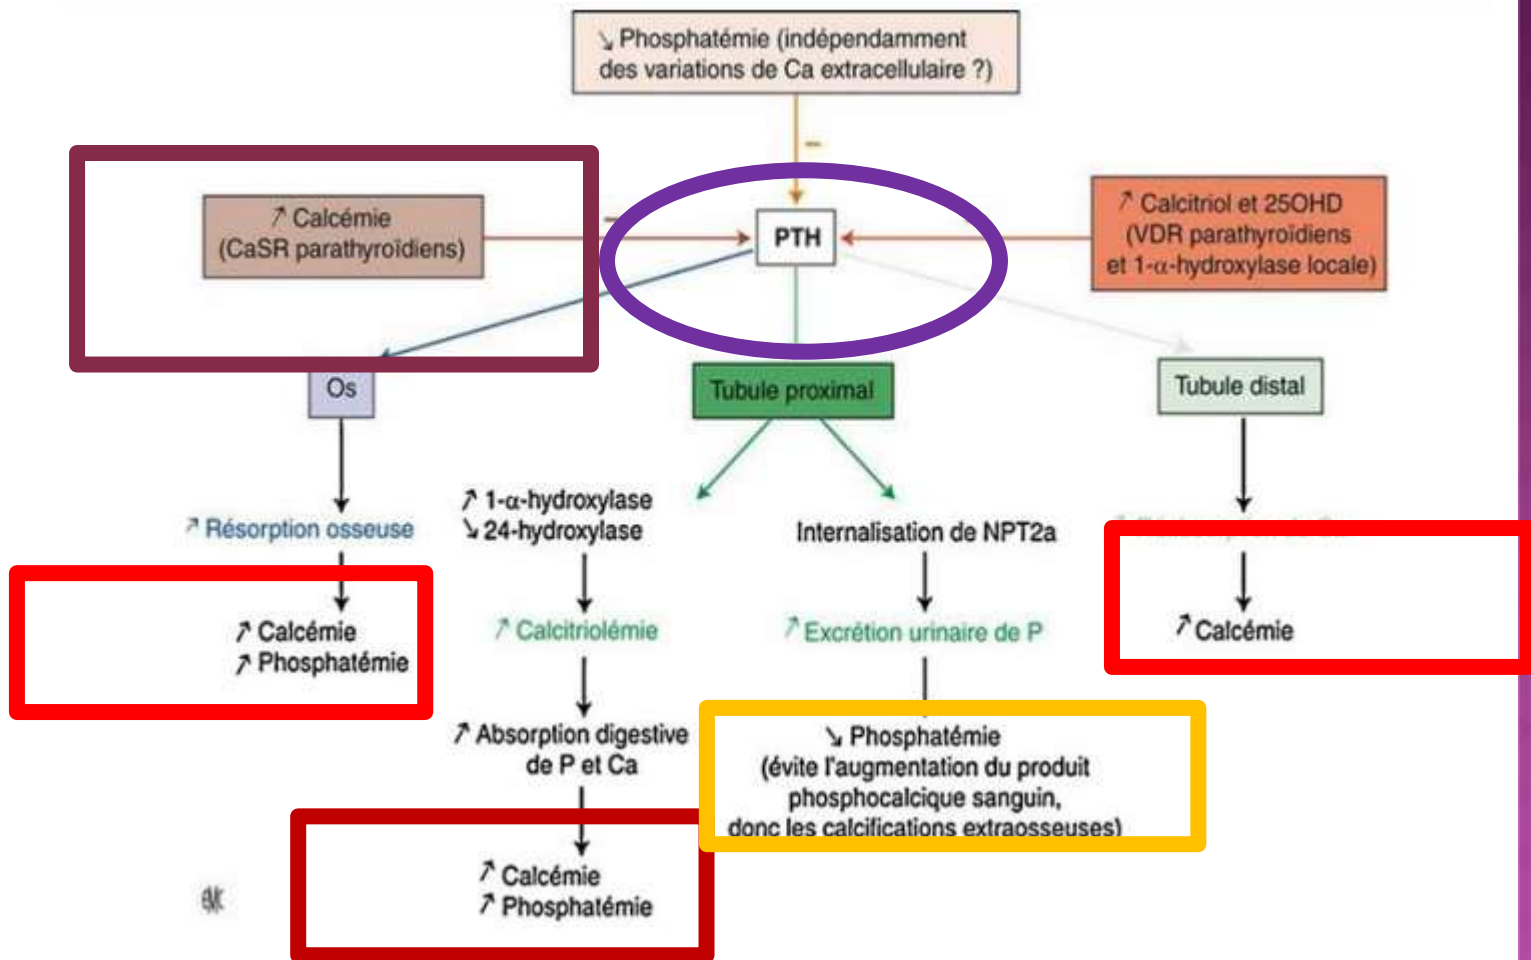 ↘ Phosphatémie (indépendamment
des variations de Ca extracellulaire ?)
–
↗ Calcémie
(CaSR parathyroïdiens)
–
PTH
↗ Calcitriol et 25OHD
(VDR parathyroïdiens
et 1-α-hydroxylase locale)
Os
Tubule proximal
Tubule distal
↗ Résorption osseuse
↗ 1-α-hydroxylase
↘ 24-hydroxylase
Internalisation de NPT2a
↗ Calcémie
↗ Phosphatémie
↗ Calcitriolémie
↗ Excrétion urinaire de P
↗ Calcémie
↗ Absorption digestive
de P et Ca
↘ Phosphatémie
(évite l'augmentation du produit
phosphocalcique sanguin,
donc les calcifications extraosseuses)
↗ Calcémie
↗ Phosphatémie
EMC